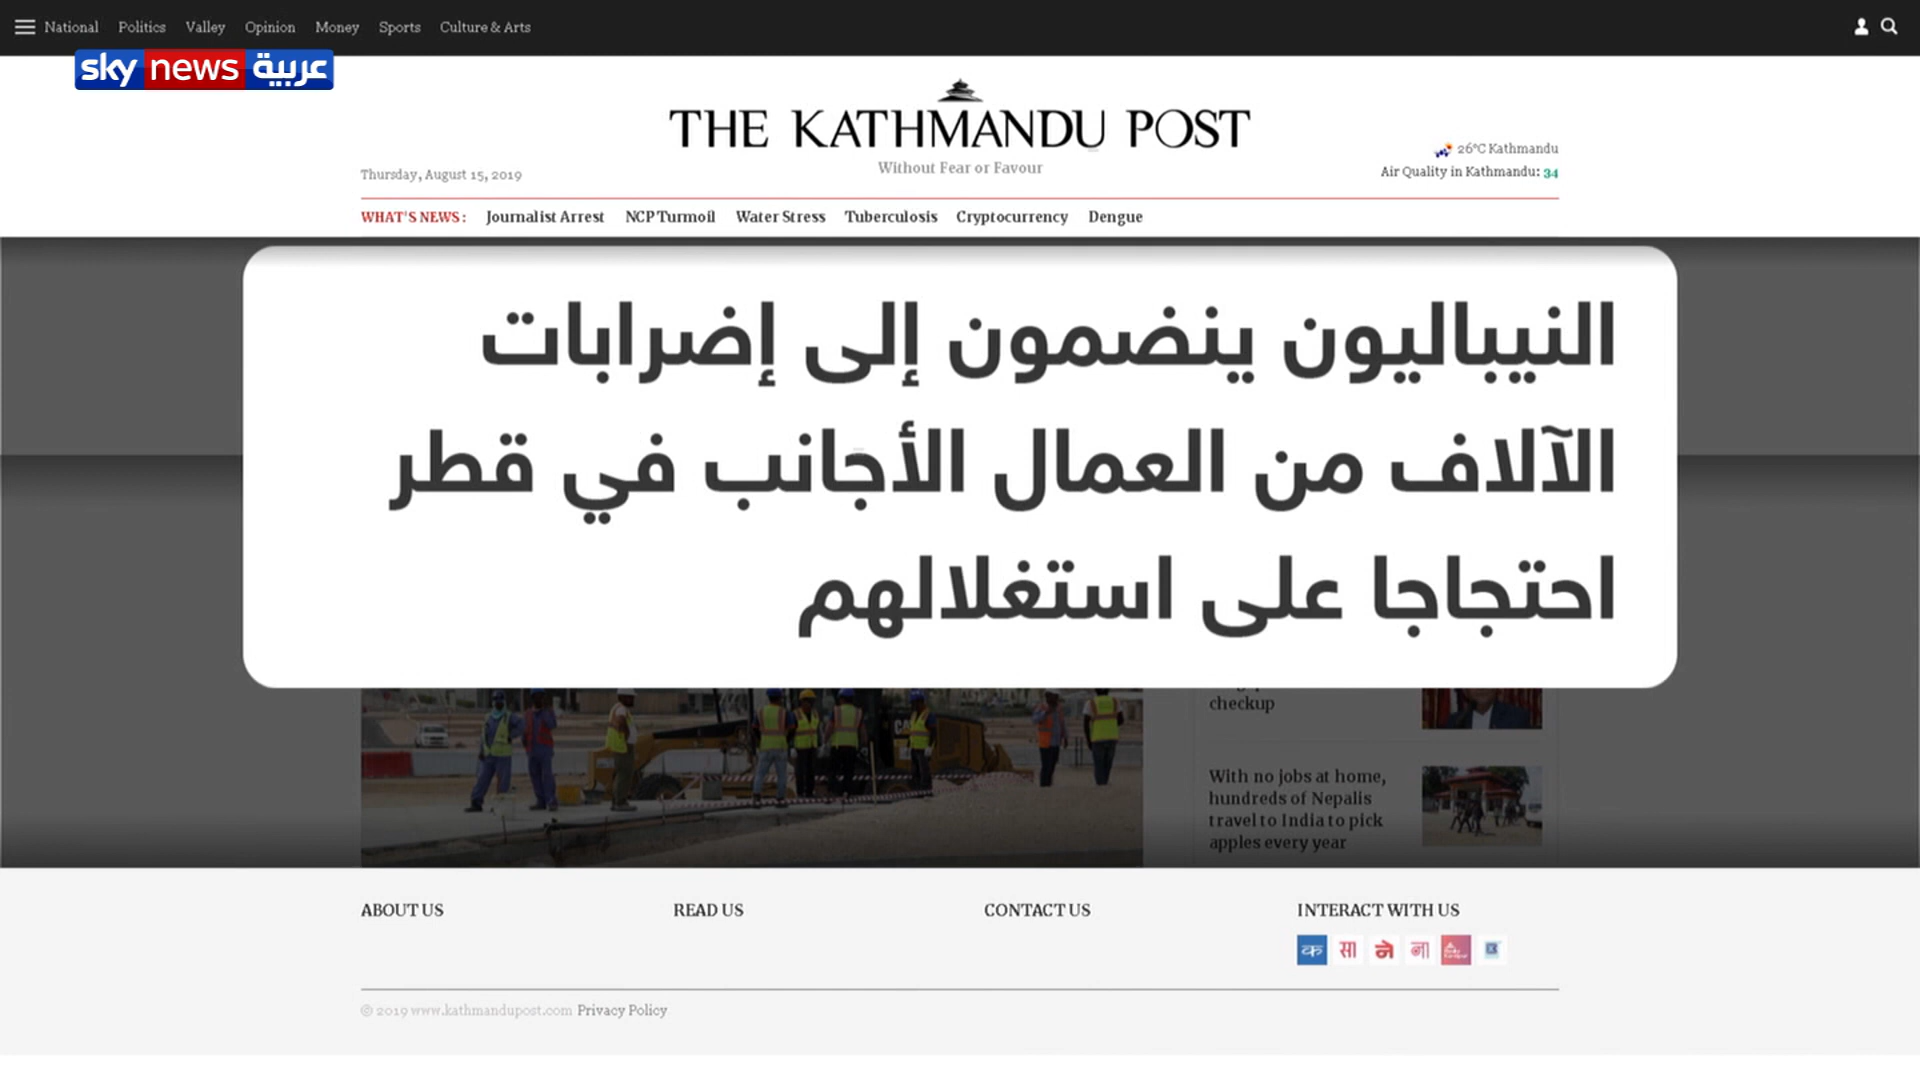 National Politics Valley Opinion Money Sports Culture & Arts
sky news عربية
THE KATHMANDU POST
Without Fear or Favour
Thursday, August 15, 2019
26°C Kathmandu
Air Quality in Kathmandu: 34
WHAT'S NEWS: Journalist Arrest NCP Turmoil Water Stress Tuberculosis Cryptocurrency Dengue
النيباليون ينضمون إلى إضرابات
الآلاف من العمال الأجانب في قطر
احتجاجا على استغلالهم
checkup
With no jobs at home,
hundreds of Nepalis
travel to India to pick
apples every year
ABOUT US READ US CONTACT US INTERACT WITH US
क सा ने ना
© 2019 www.kathmandupost.com Privacy Policy